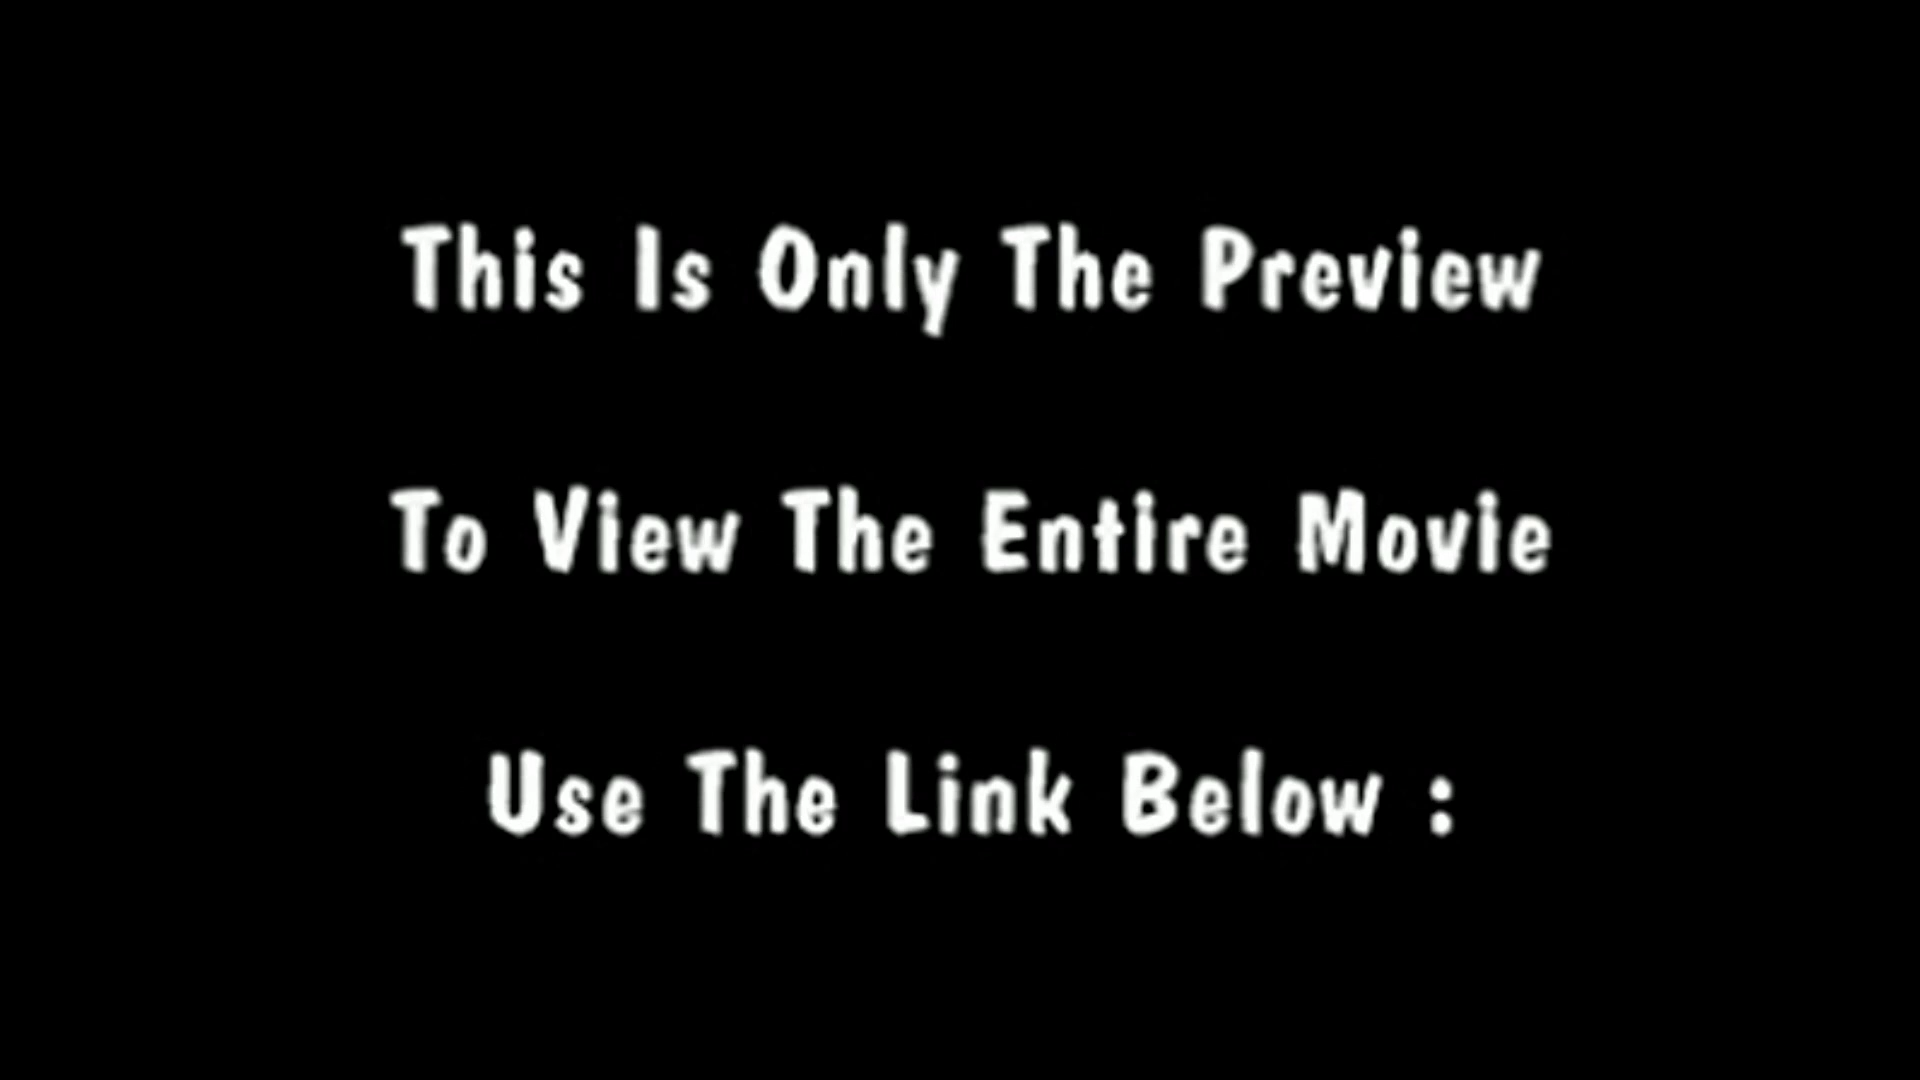 This Is Only The Preview
To View The Entire Movie
Use The Link Below :